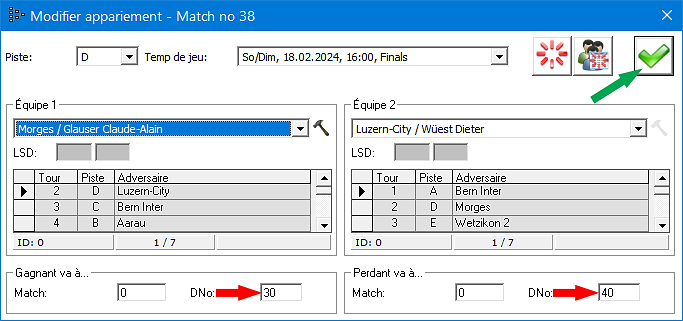 Modifier appariement - Match no 38
Piste: D Temp de jeu: So/Dim, 18.02.2024, 16:00, Finals
Équipe 1
Morges / Glauser Claude-Alain
LSD:
Tour Piste Adversaire
2 D Luzern-City
3 C Bern Inter
4 B Aarau
ID: 0 1 / 7
Équipe 2
Luzern-City / Wüest Dieter
LSD:
Tour Piste Adversaire
1 A Bern Inter
2 D Morges
3 E Wetzikon 2
ID: 0 1 / 7
Gagnant va à...
Match: 0 DNo: 30
Perdant va à...
Match: 0 DNo: 40